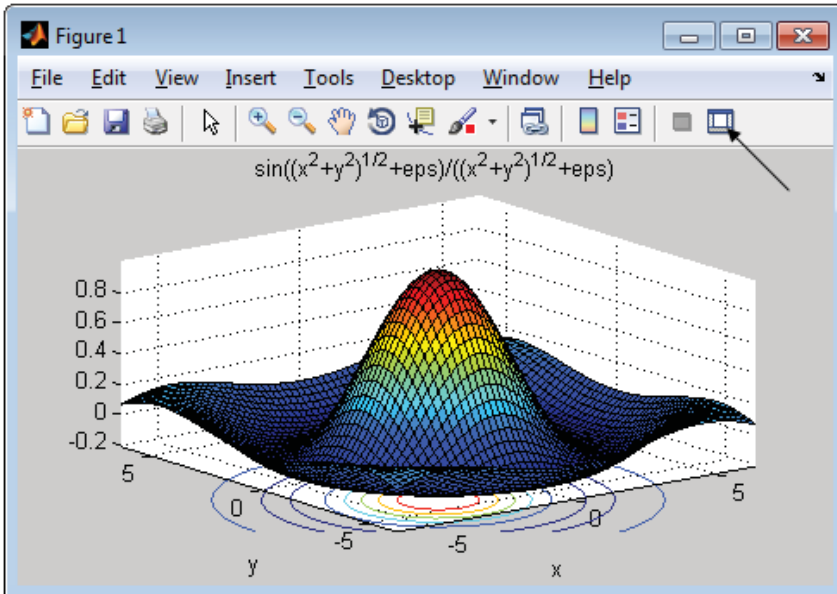 Figure 1
File Edit View Insert Tools Desktop Window Help
sin((x²+y²)^1/2+eps)/((x²+y²)^1/2+eps)
0.8
0.6
0.4
0.2
0
-0.2
5
0
-5
y
-5
0
5
x